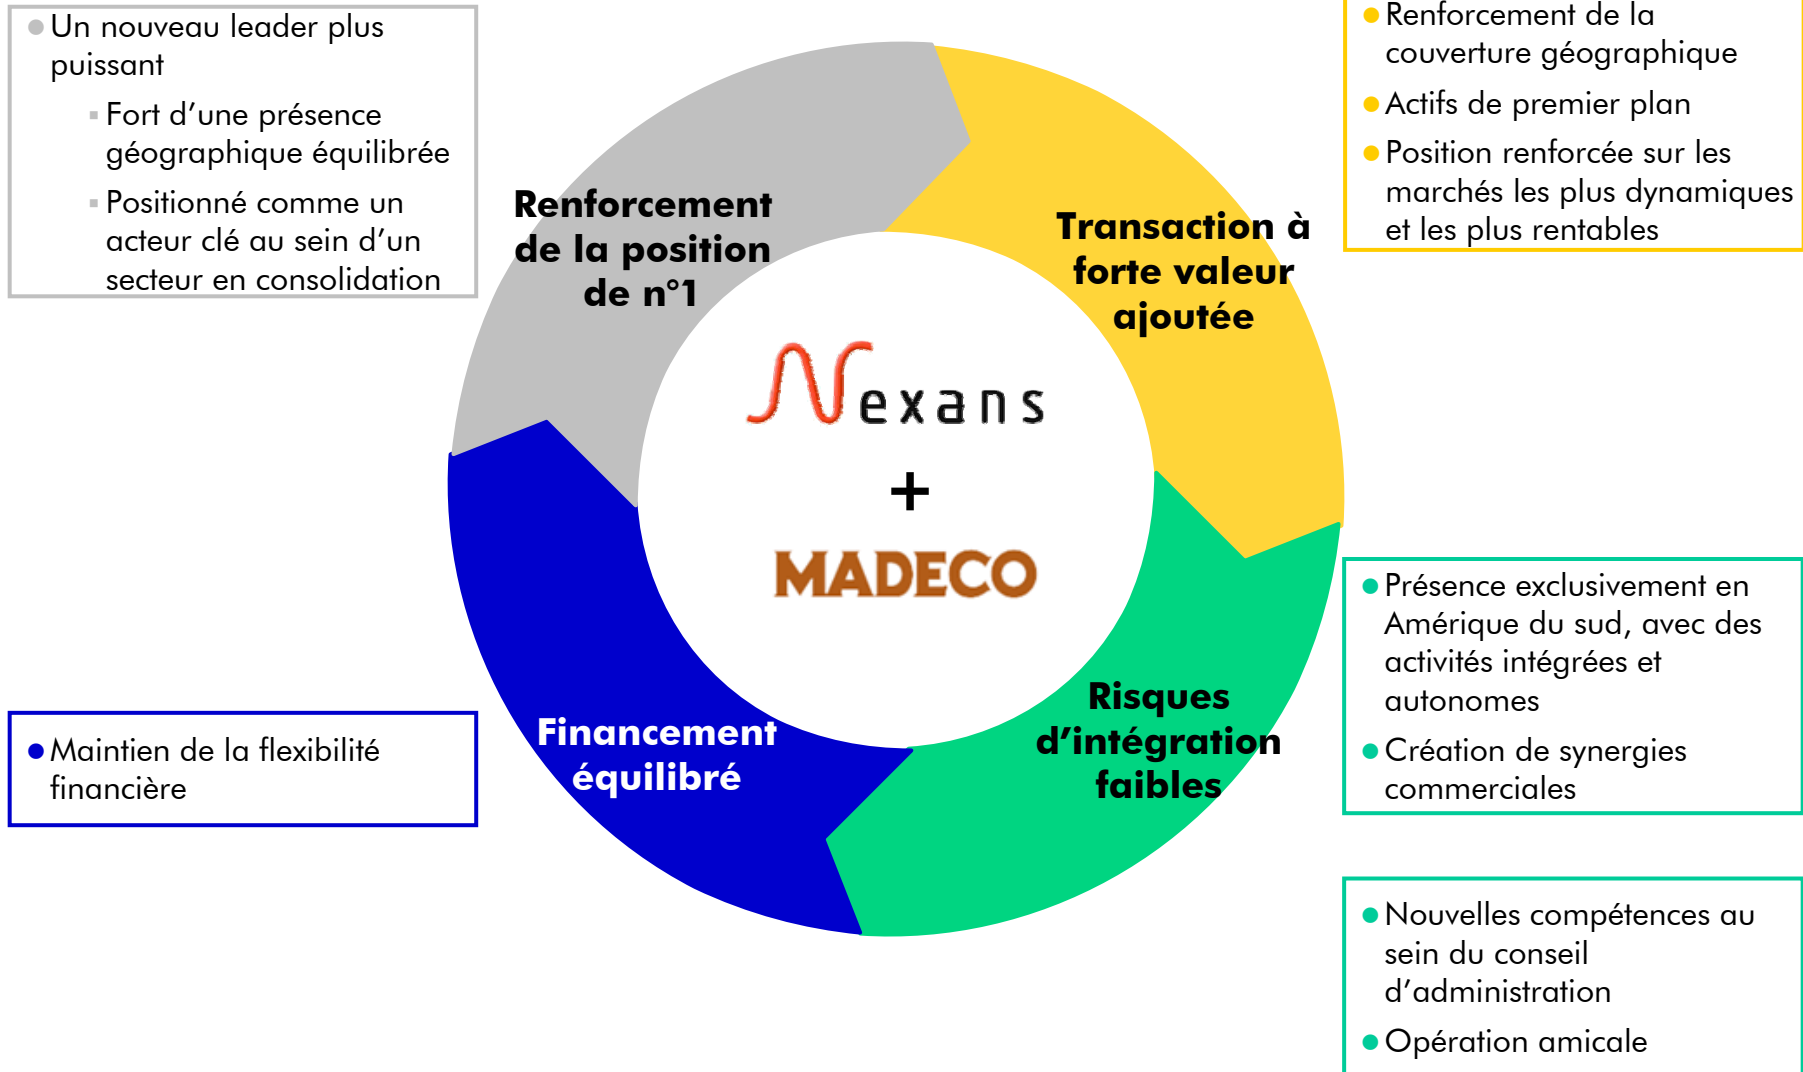 Un nouveau leader plus
puissant
Fort d’une présence
géographique équilibrée
Positionné comme un
acteur clé au sein d’un
secteur en consolidation
Renforcement
de la position
de n°1
Renforcement de la
couverture géographique
Actifs de premier plan
Position renforcée sur les
marchés les plus dynamiques
et les plus rentables
Transaction à
forte valeur
ajoutée
Nexans
+
MADECO
Présence exclusivement en
Amérique du sud, avec des
activités intégrées et
autonomes
Création de synergies
commerciales
Risques
d’intégration
faibles
Financement
équilibré
Maintien de la flexibilité
financière
Nouvelles compétences au
sein du conseil
d’administration
Opération amicale